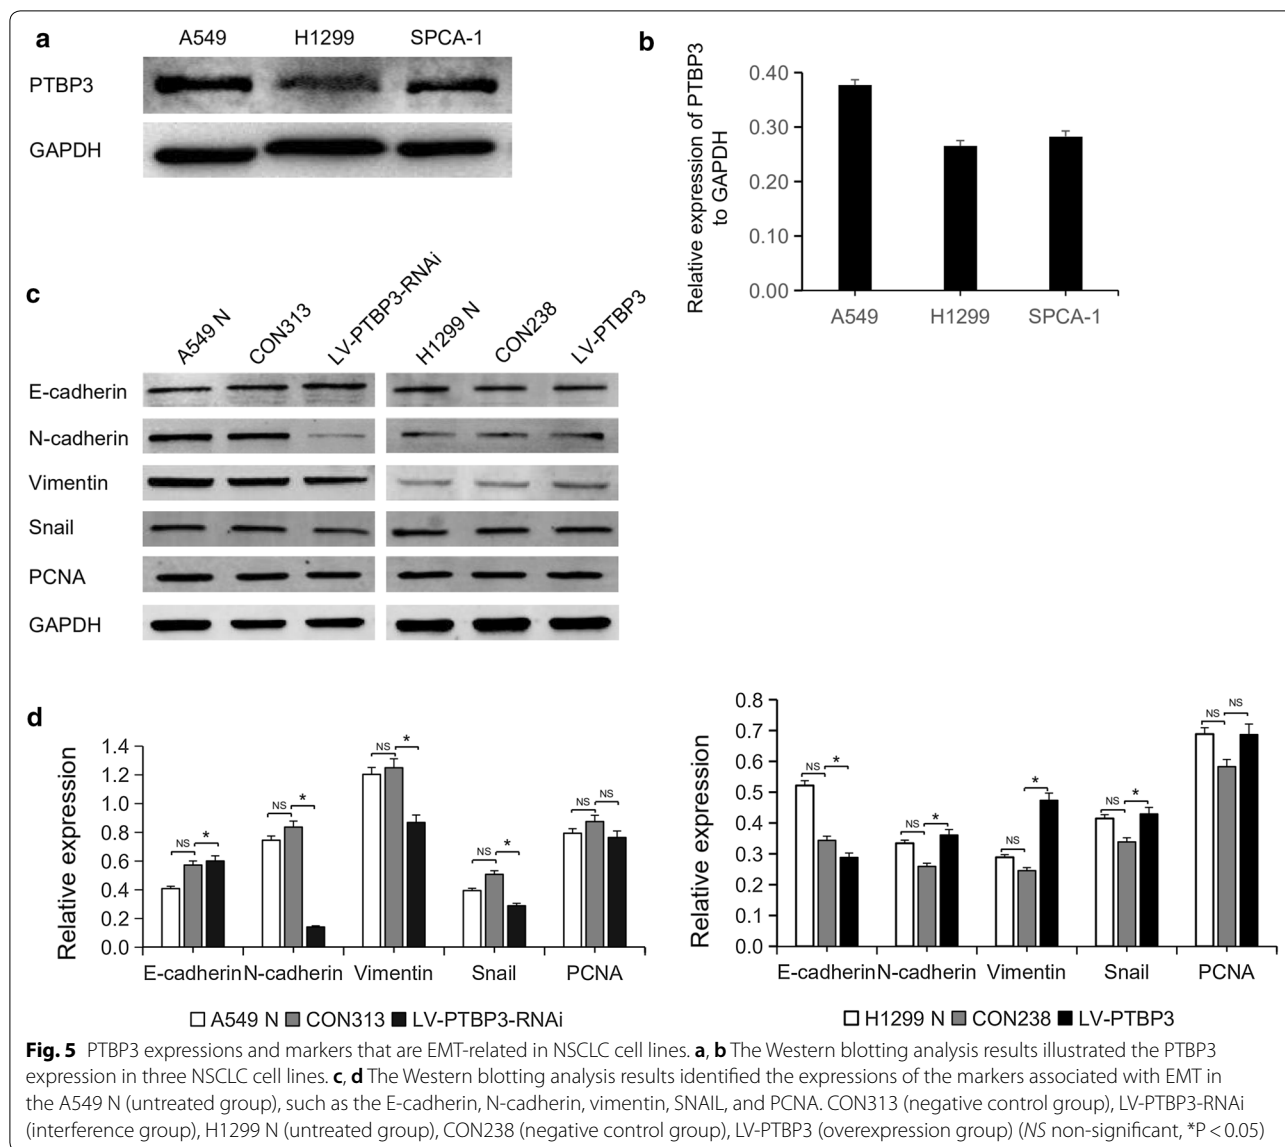 a
A549 H1299 SPCA-1
PTBP3
GAPDH
b
Relative expression of PTBP3
to GAPDH
0.40
0.30
0.20
0.10
0.00
A549 H1299 SPCA-1
c
A549 N CON313 LV-PTBP3-RNAi H1299 N CON238 LV-PTBP3
E-cadherin
N-cadherin
Vimentin
Snail
PCNA
GAPDH
d
Relative expression
1.4
1.2
1.0
0.8
0.6
0.4
0.2
0.0
NS *
NS *
NS *
NS *
NS NS
E-cadherin N-cadherin Vimentin Snail PCNA
A549 N CON313 LV-PTBP3-RNAi
Relative expression
0.8
0.7
0.6
0.5
0.4
0.3
0.2
0.1
0.0
NS *
NS *
NS *
NS *
NS NS
E-cadherin N-cadherin Vimentin Snail PCNA
H1299 N CON238 LV-PTBP3
Fig. 5 PTBP3 expressions and markers that are EMT-related in NSCLC cell lines. a, b The Western blotting analysis results illustrated the PTBP3
expression in three NSCLC cell lines. c, d The Western blotting analysis results identified the expressions of the markers associated with EMT in
the A549 N (untreated group), such as the E-cadherin, N-cadherin, vimentin, SNAIL, and PCNA. CON313 (negative control group), LV-PTBP3-RNAi
(interference group), H1299 N (untreated group), CON238 (negative control group), LV-PTBP3 (overexpression group) (NS non-significant, *P < 0.05)